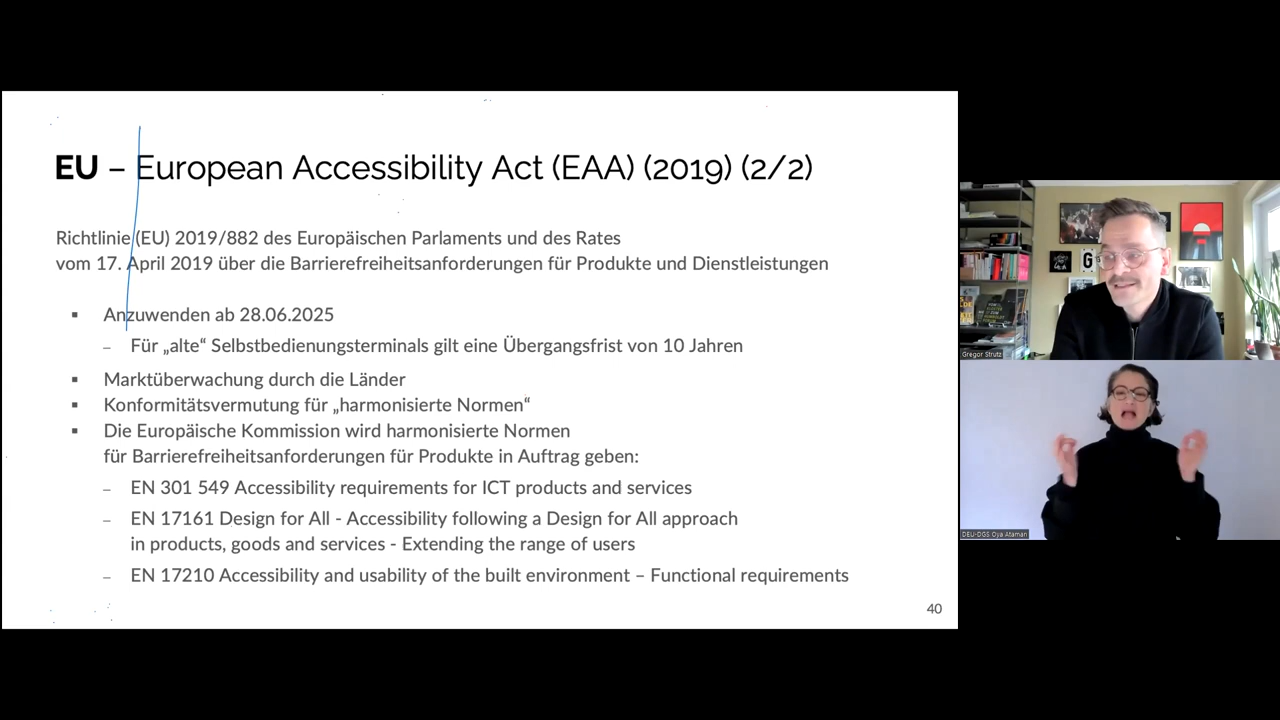 EU – European Accessibility Act (EAA) (2019) (2/2)
Richtlinie (EU) 2019/882 des Europäischen Parlaments und des Rates
vom 17. April 2019 über die Barrierefreiheitsanforderungen für Produkte und Dienstleistungen
▪ Anzuwenden ab 28.06.2025
– Für „alte“ Selbstbedienungsterminals gilt eine Übergangsfrist von 10 Jahren
▪ Marktüberwachung durch die Länder
▪ Konformitätsvermutung für „harmonisierte Normen“
▪ Die Europäische Kommission wird harmonisierte Normen
für Barrierefreiheitsanforderungen für Produkte in Auftrag geben:
– EN 301 549 Accessibility requirements for ICT products and services
– EN 17161 Design for All - Accessibility following a Design for All approach
in products, goods and services - Extending the range of users
– EN 17210 Accessibility and usability of the built environment – Functional requirements
40
G
Gregor Strutz
DEU-DGS Oya Ataman